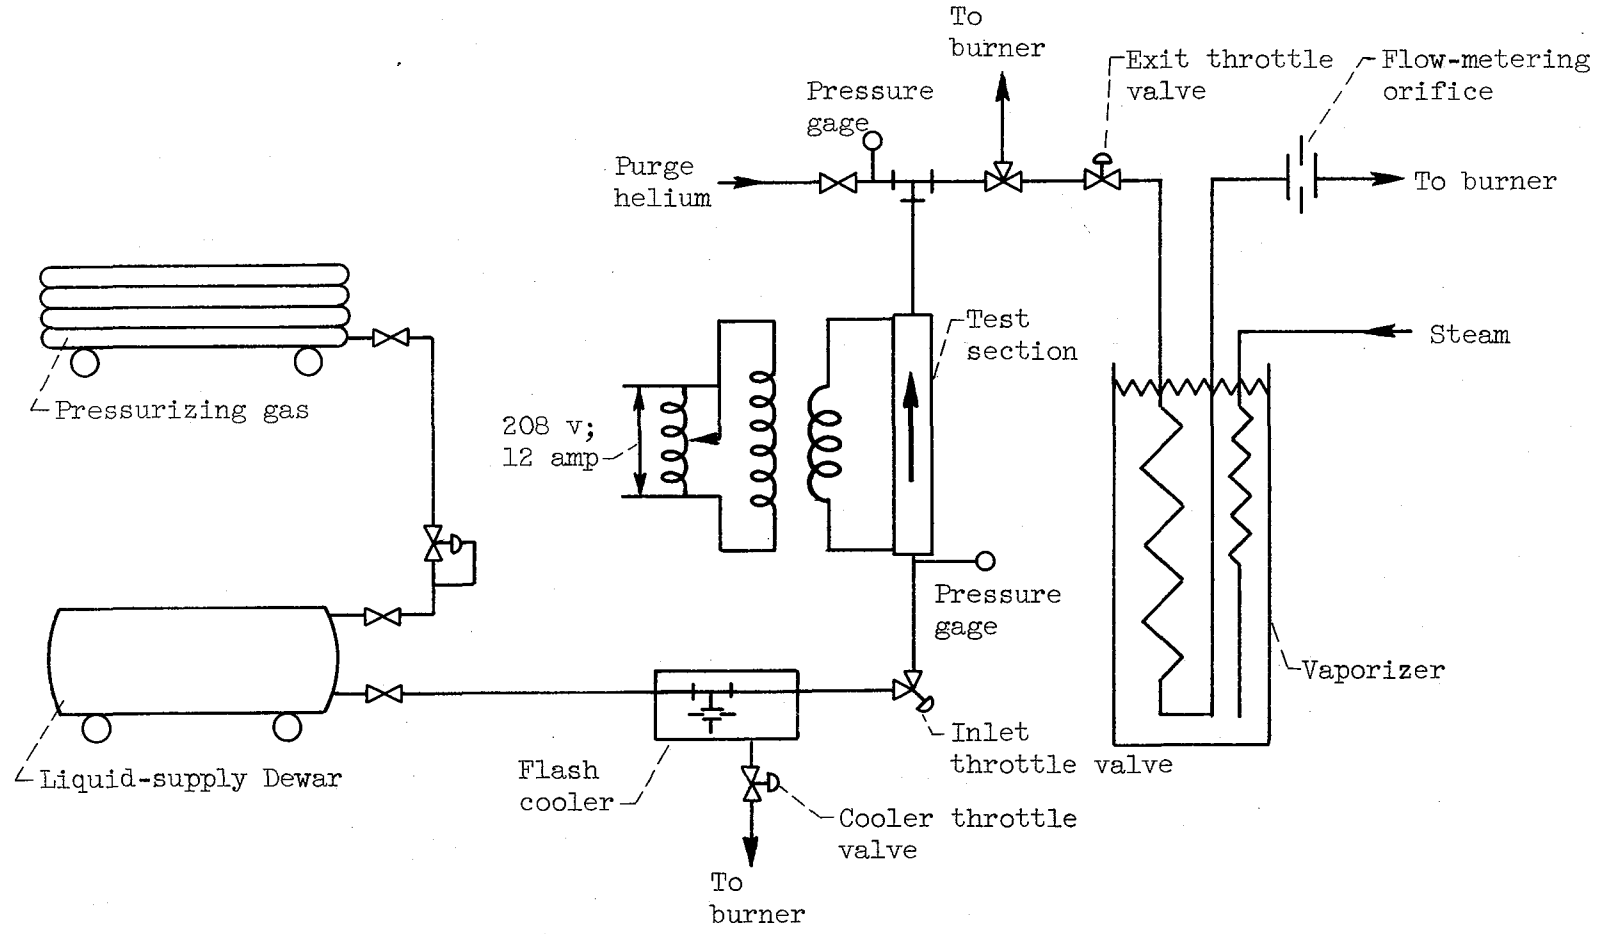 To
burner
Exit throttle
valve
Flow-metering
orifice
Pressure
gage
Purge
helium
To burner
Test
section
Steam
Pressurizing gas
208 v;
12 amp
Pressure
gage
Vaporizer
Inlet
throttle valve
Flash
cooler
Liquid-supply Dewar
Cooler throttle
valve
To
burner